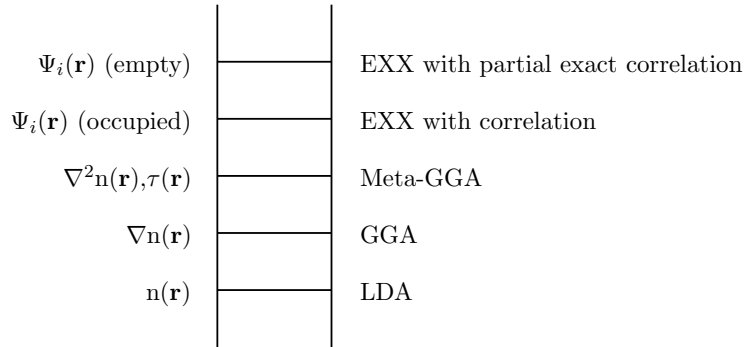 Ψᵢ(𝐫) (empty) EXX with partial exact correlation
Ψᵢ(𝐫) (occupied) EXX with correlation
∇²n(𝐫),τ(𝐫) Meta-GGA
∇n(𝐫) GGA
n(𝐫) LDA